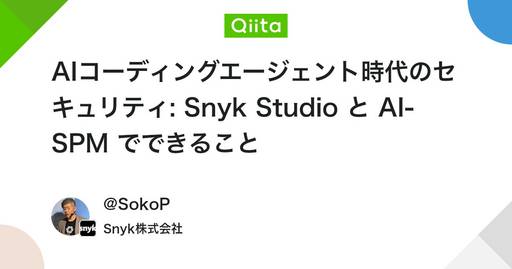 Qiita
AIコーディングエージェント時代のセ
キュリティ: Snyk Studio と AI-
SPM でできること
@SokoP
snyk
Snyk株式会社